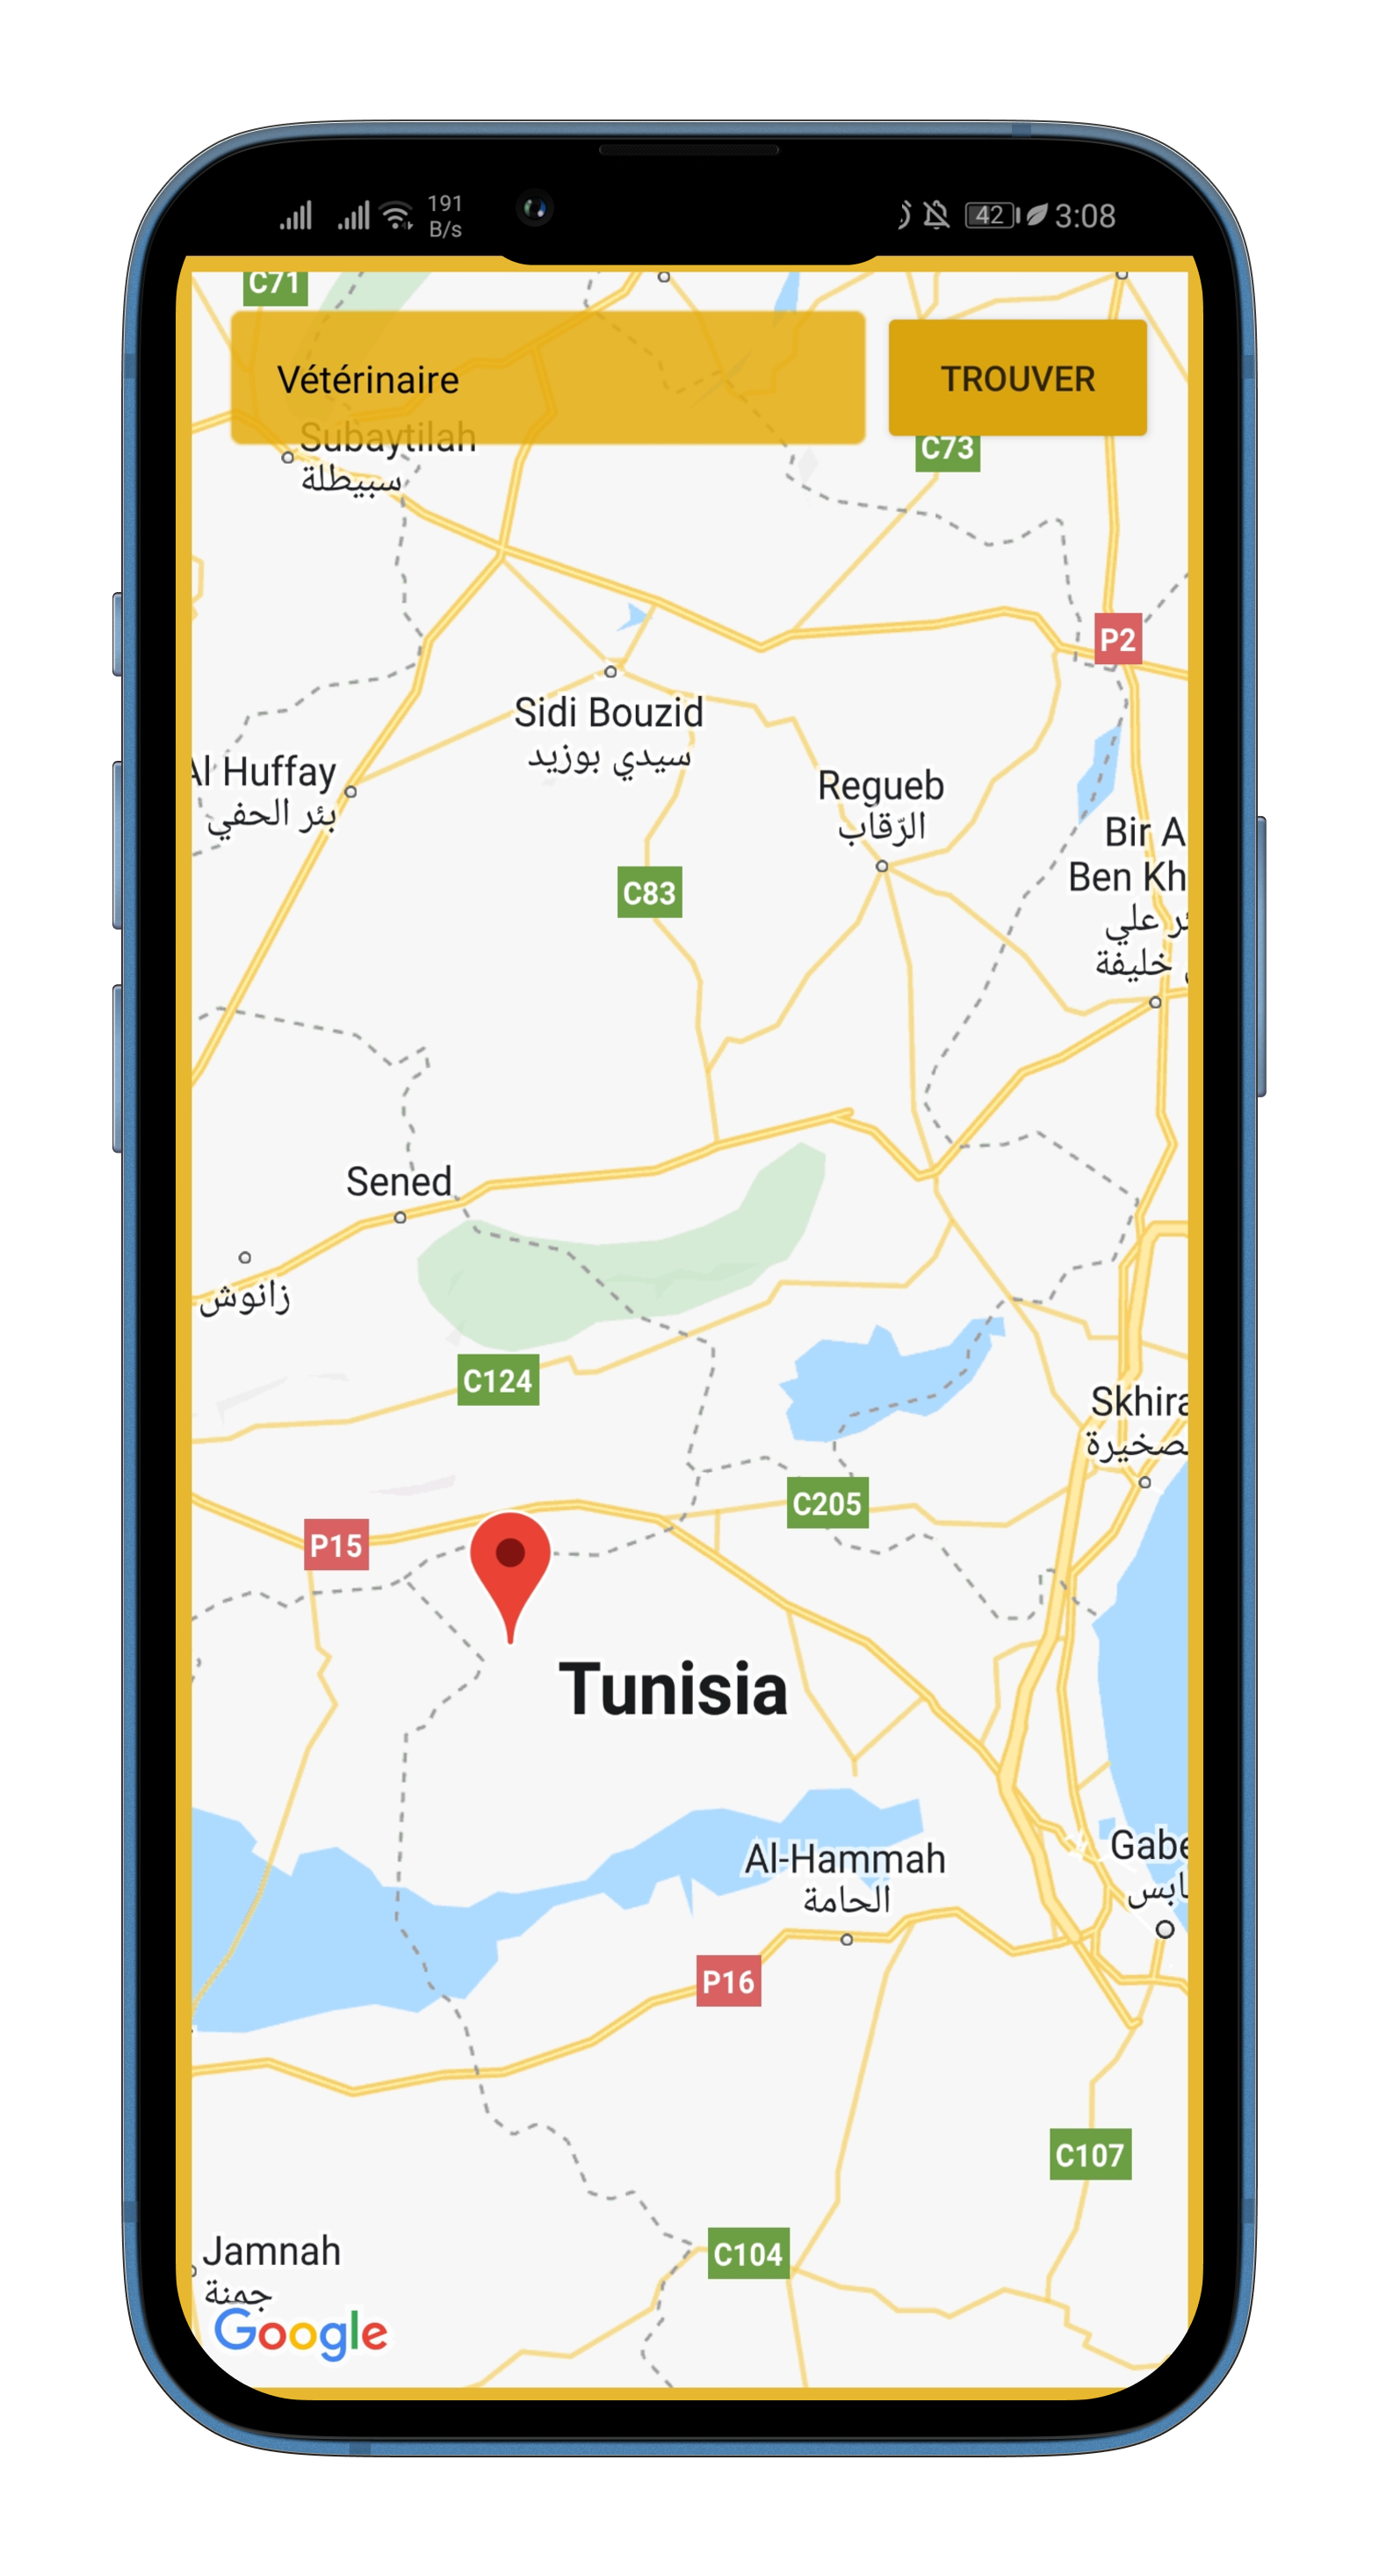 191
B/s
42
3:08
C71
Vétérinaire
TROUVER
Subaytilah
سبيطلة
C73
P2
Sidi Bouzid
سيدي بوزيد
Al Huffay
بئر الحفي
Regueb
الرّقاب
Bir A
Ben Kh
ئر علي
خليفة
C83
Sened
زانوش
C124
Skhira
صخيرة
C205
P15
Tunisia
Al-Hammah
الحامة
Gabe
ابس
P16
C107
C104
Jamnah
جمنة
Google